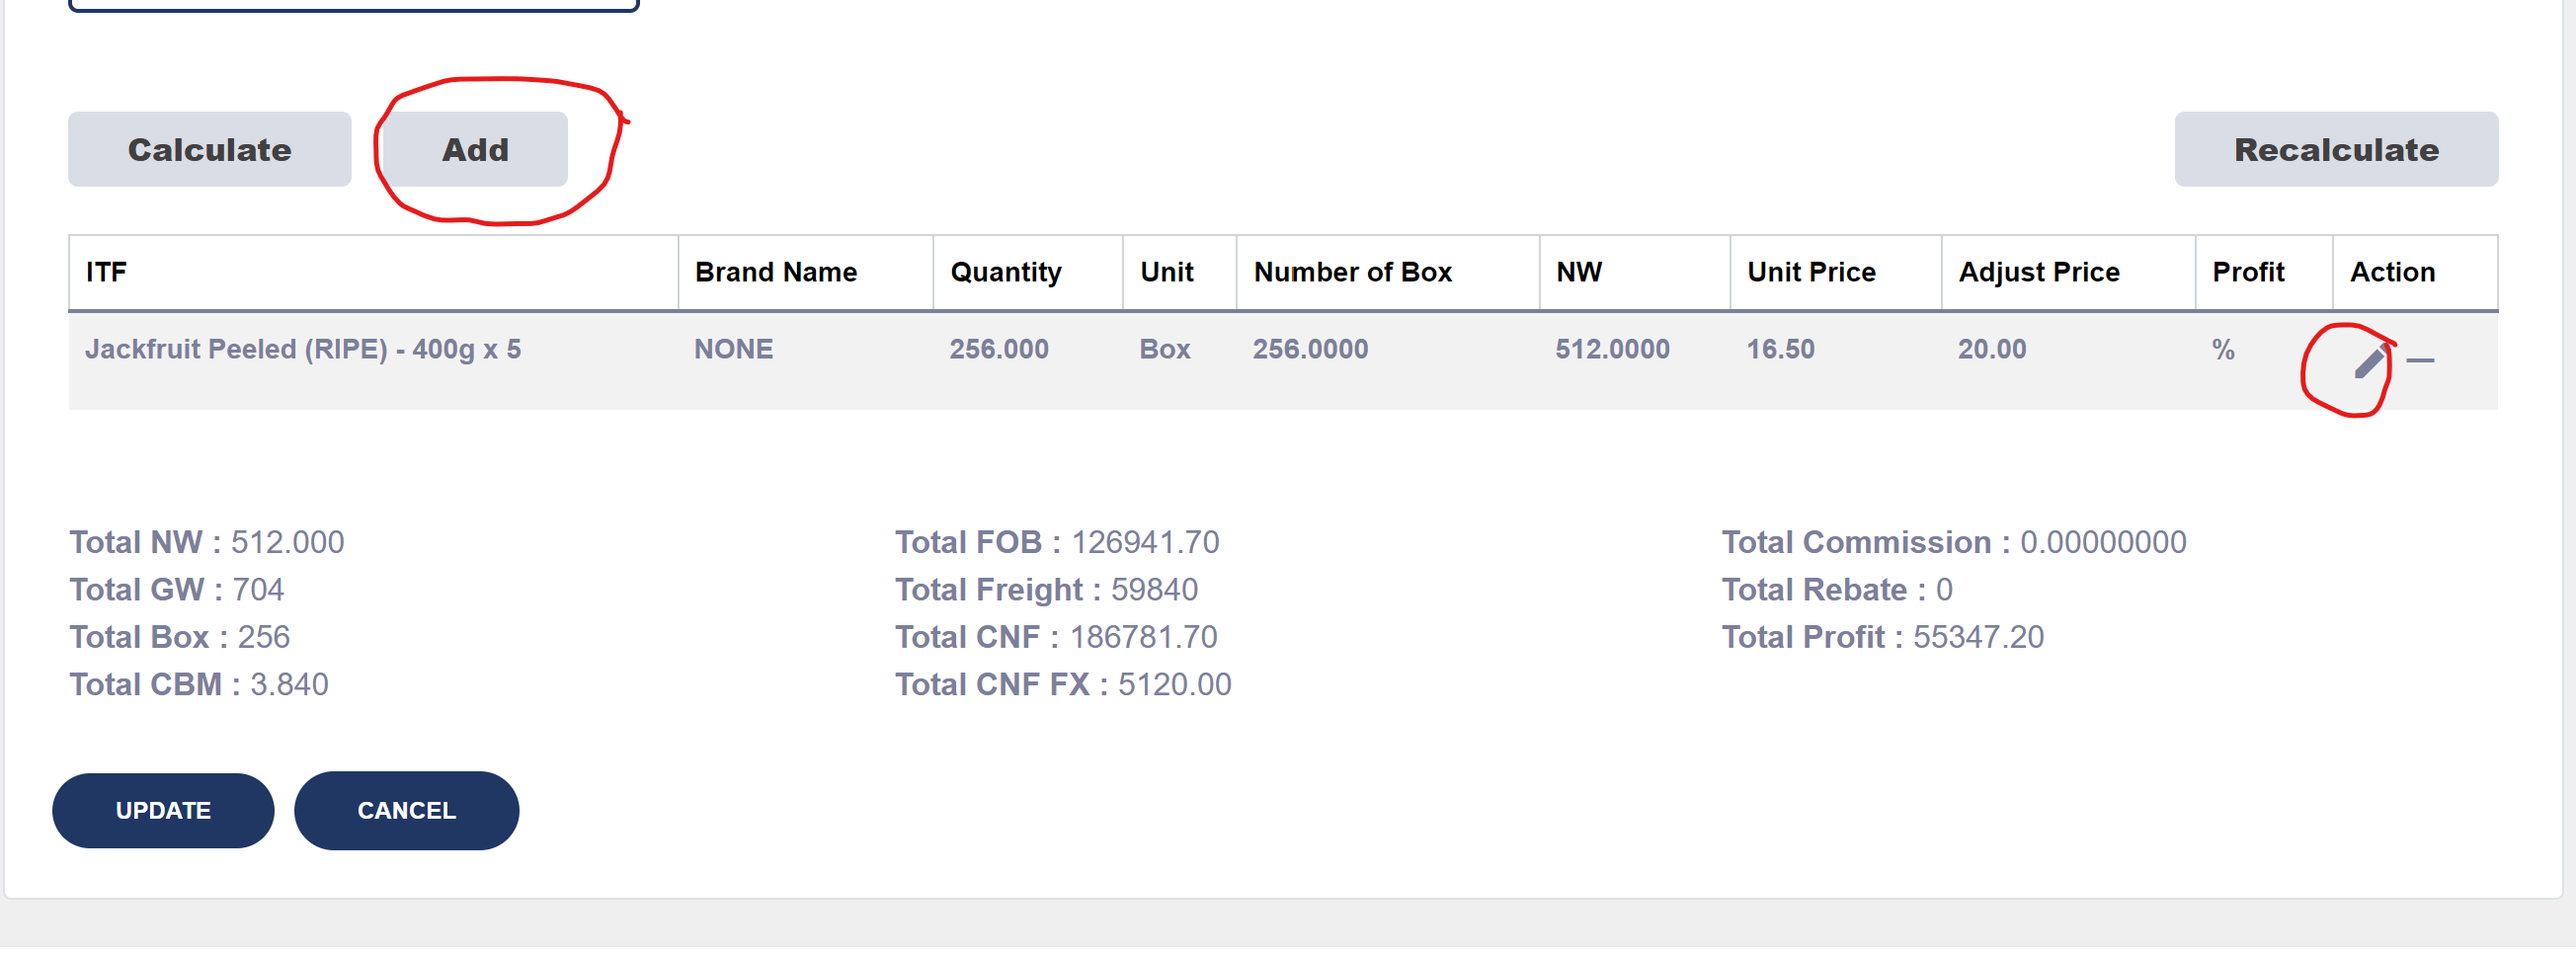 Calculate Add Recalculate
ITF Brand Name Quantity Unit Number of Box NW Unit Price Adjust Price Profit Action
Jackfruit Peeled (RIPE) - 400g x 5 NONE 256.000 Box 256.0000 512.0000 16.50 20.00 %
Total NW : 512.000 Total FOB : 126941.70 Total Commission : 0.00000000
Total GW : 704 Total Freight : 59840 Total Rebate : 0
Total Box : 256 Total CNF : 186781.70 Total Profit : 55347.20
Total CBM : 3.840 Total CNF FX : 5120.00
UPDATE CANCEL